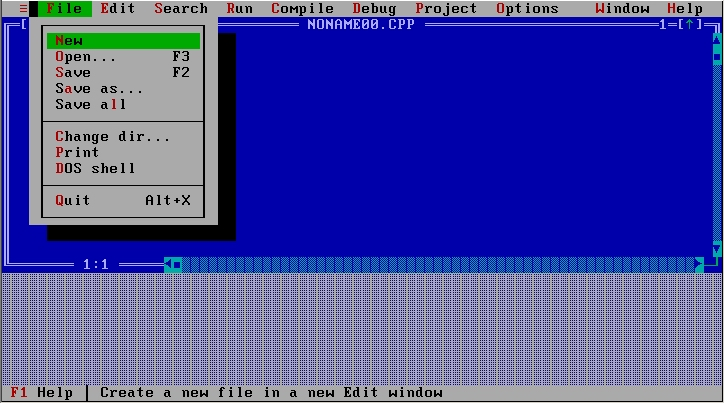 ≡ File Edit Search Run Compile Debug Project Options Window Help
[ NONAME00.CPP 1=[↑]
New
Open... F3
Save F2
Save as...
Save all
Change dir...
Print
DOS shell
Quit Alt+X
1:1
F1 Help | Create a new file in a new Edit window